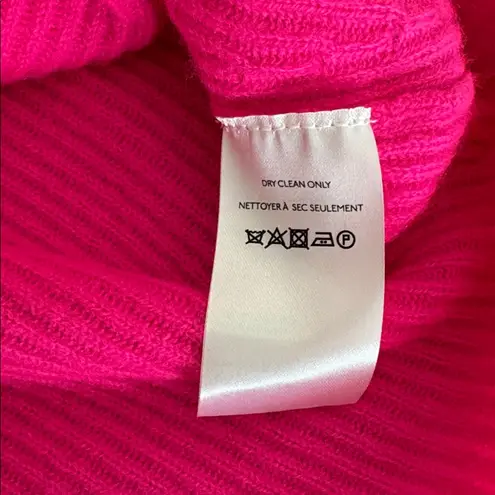 DRY CLEAN ONLY
NETTOYER À SEC SEULEMENT
P